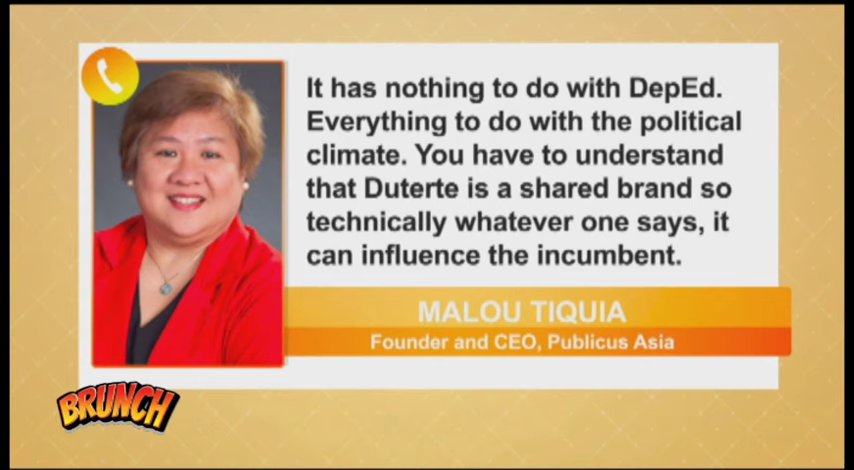 It has nothing to do with DepEd.
Everything to do with the political
climate. You have to understand
that Duterte is a shared brand so
technically whatever one says, it
can influence the incumbent.
MALOU TIQUIA
Founder and CEO, Publicus Asia
BRUNCH